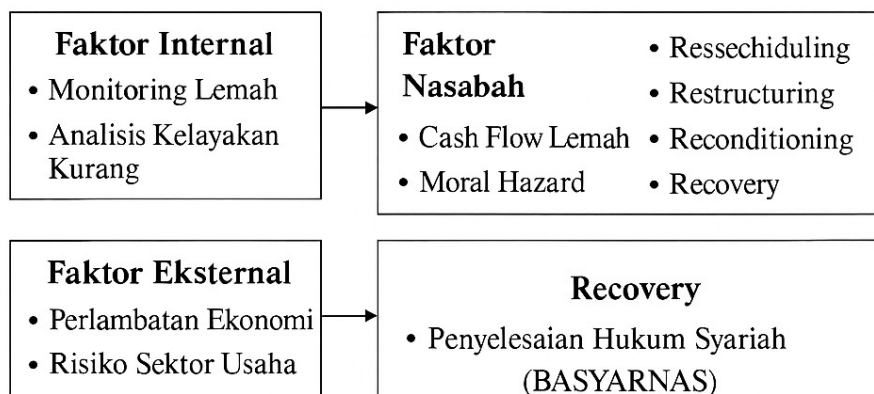 Faktor Internal
• Monitoring Lemah
• Analisis Kelayakan
Kurang
Faktor
Nasabah
• Cash Flow Lemah
• Moral Hazard
• Ressechiduling
• Restructuring
• Reconditioning
• Recovery
Faktor Eksternal
• Perlambatan Ekonomi
• Risiko Sektor Usaha
Recovery
• Penyelesaian Hukum Syariah
(BASYARNAS)